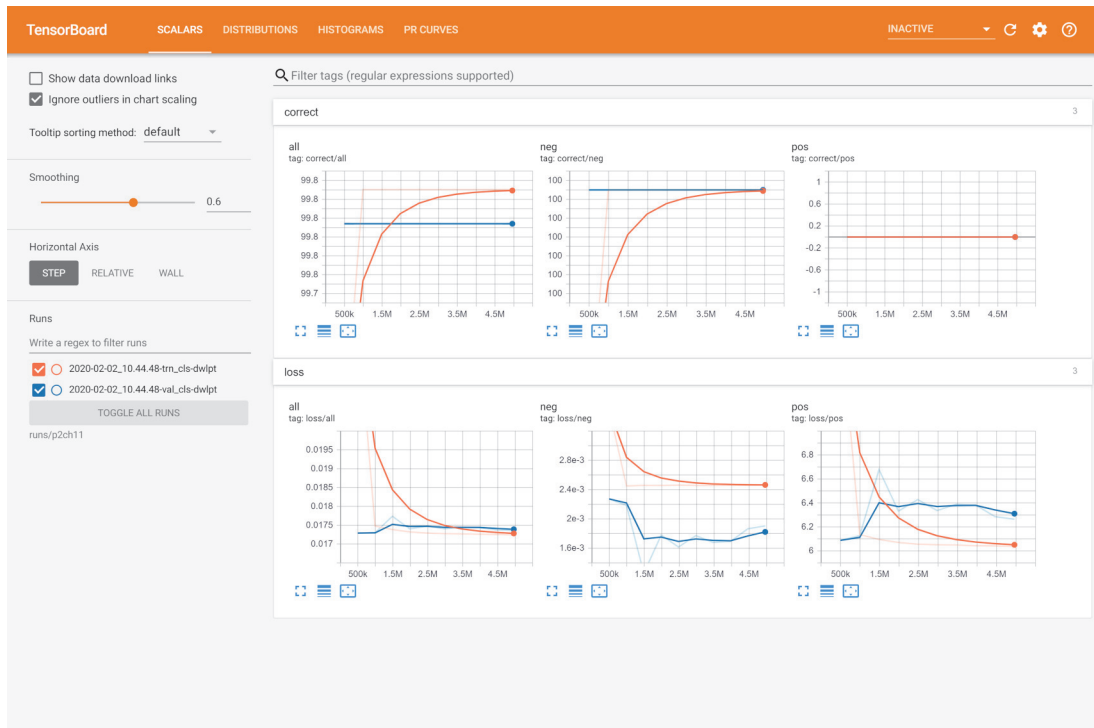 TensorBoard SCALARS DISTRIBUTIONS HISTOGRAMS PR CURVES INACTIVE
Show data download links
Ignore outliers in chart scaling
Tooltip sorting method: default
Smoothing
0.6
Horizontal Axis
STEP RELATIVE WALL
Runs
Write a regex to filter runs
2020-02-02_10.44.48-trn_cls-dwlpt
2020-02-02_10.44.48-val_cls-dwlpt
TOGGLE ALL RUNS
runs/p2ch11
Filter tags (regular expressions supported)
correct 3
all
tag: correct/all
99.8
99.8
99.8
99.8
99.8
99.8
99.7
500k 1.5M 2.5M 3.5M 4.5M
neg
tag: correct/neg
100
100
100
100
100
100
100
500k 1.5M 2.5M 3.5M 4.5M
pos
tag: correct/pos
1
0.6
0.2
-0.2
-0.6
-1
500k 1.5M 2.5M 3.5M 4.5M
loss 3
all
tag: loss/all
0.0195
0.019
0.0185
0.018
0.0175
0.017
500k 1.5M 2.5M 3.5M 4.5M
neg
tag: loss/neg
2.8e-3
2.4e-3
2e-3
1.6e-3
500k 1.5M 2.5M 3.5M 4.5M
pos
tag: loss/pos
6.8
6.6
6.4
6.2
6
500k 1.5M 2.5M 3.5M 4.5M